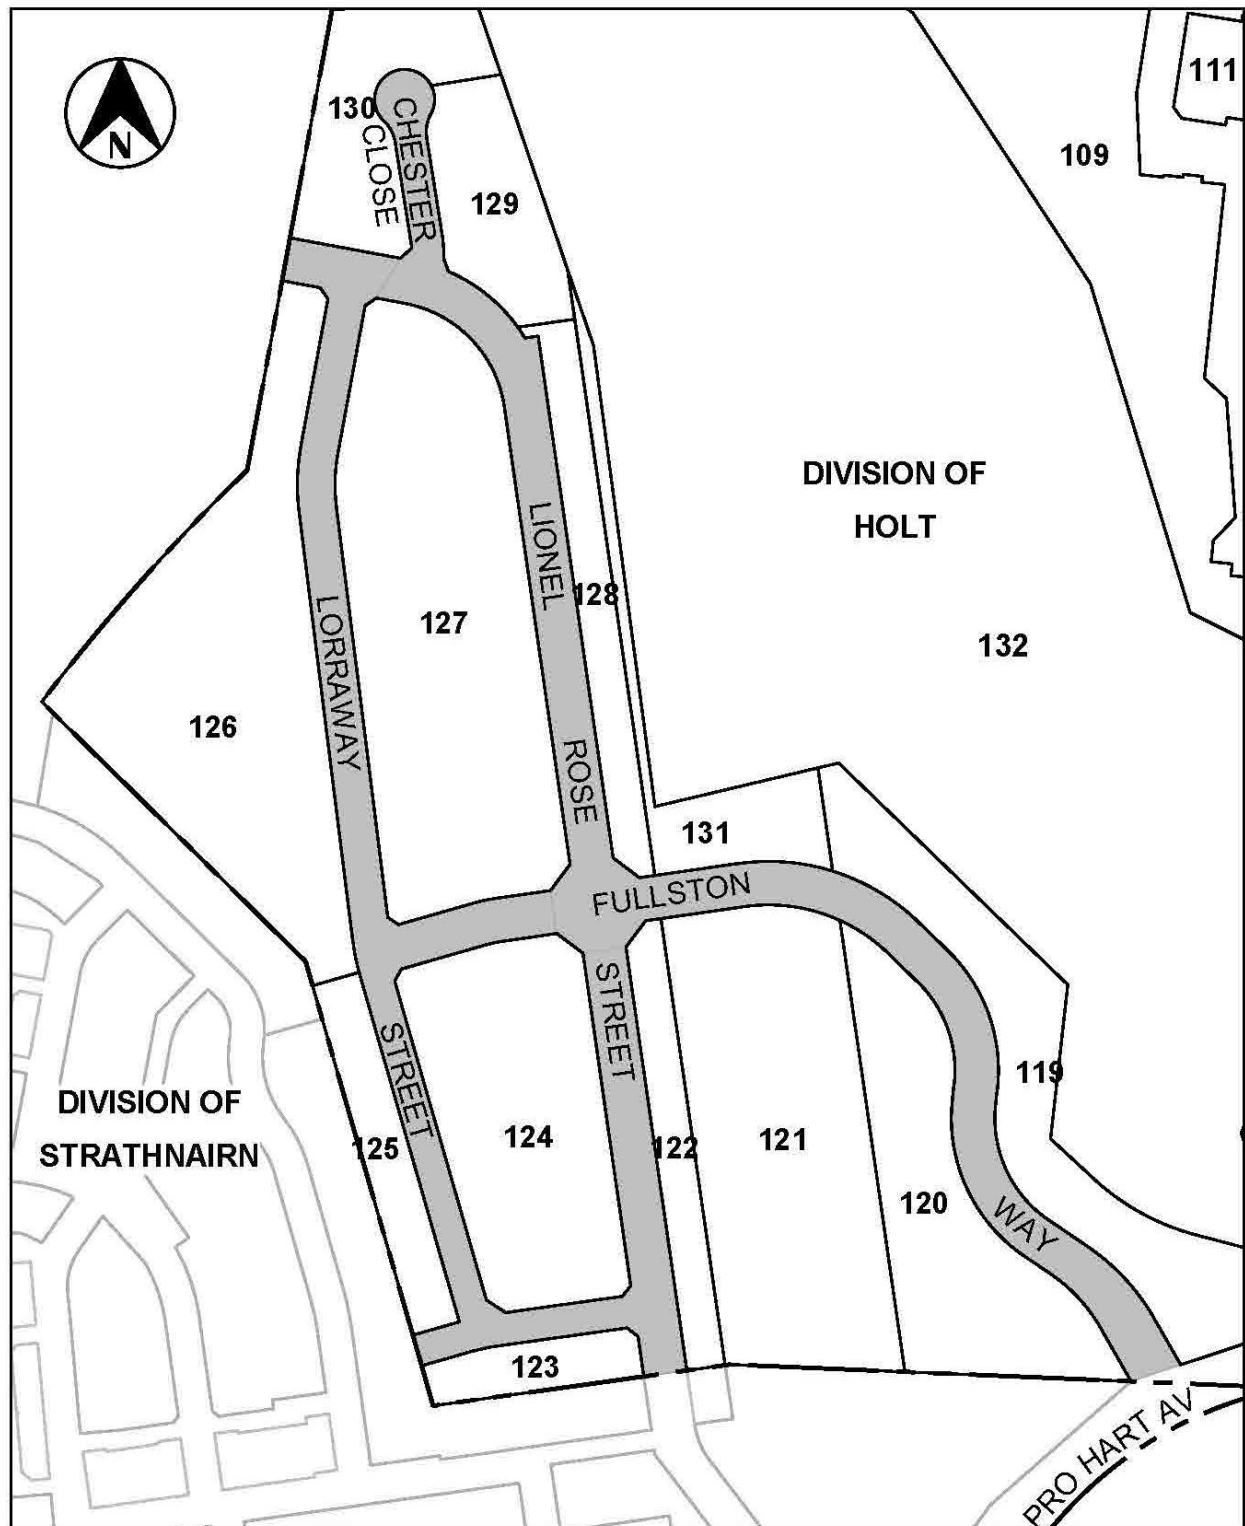 111
130
CHESTER
CLOSE
109
129
DIVISION OF
HOLT
LIONEL
128
LORRAWAY
127
132
126
ROSE
131
FULLSTON
STREET
STREET
119
DIVISION OF
STRATHNAIRN
125
124
122
121
120
WAY
123
PRO HART AV
N